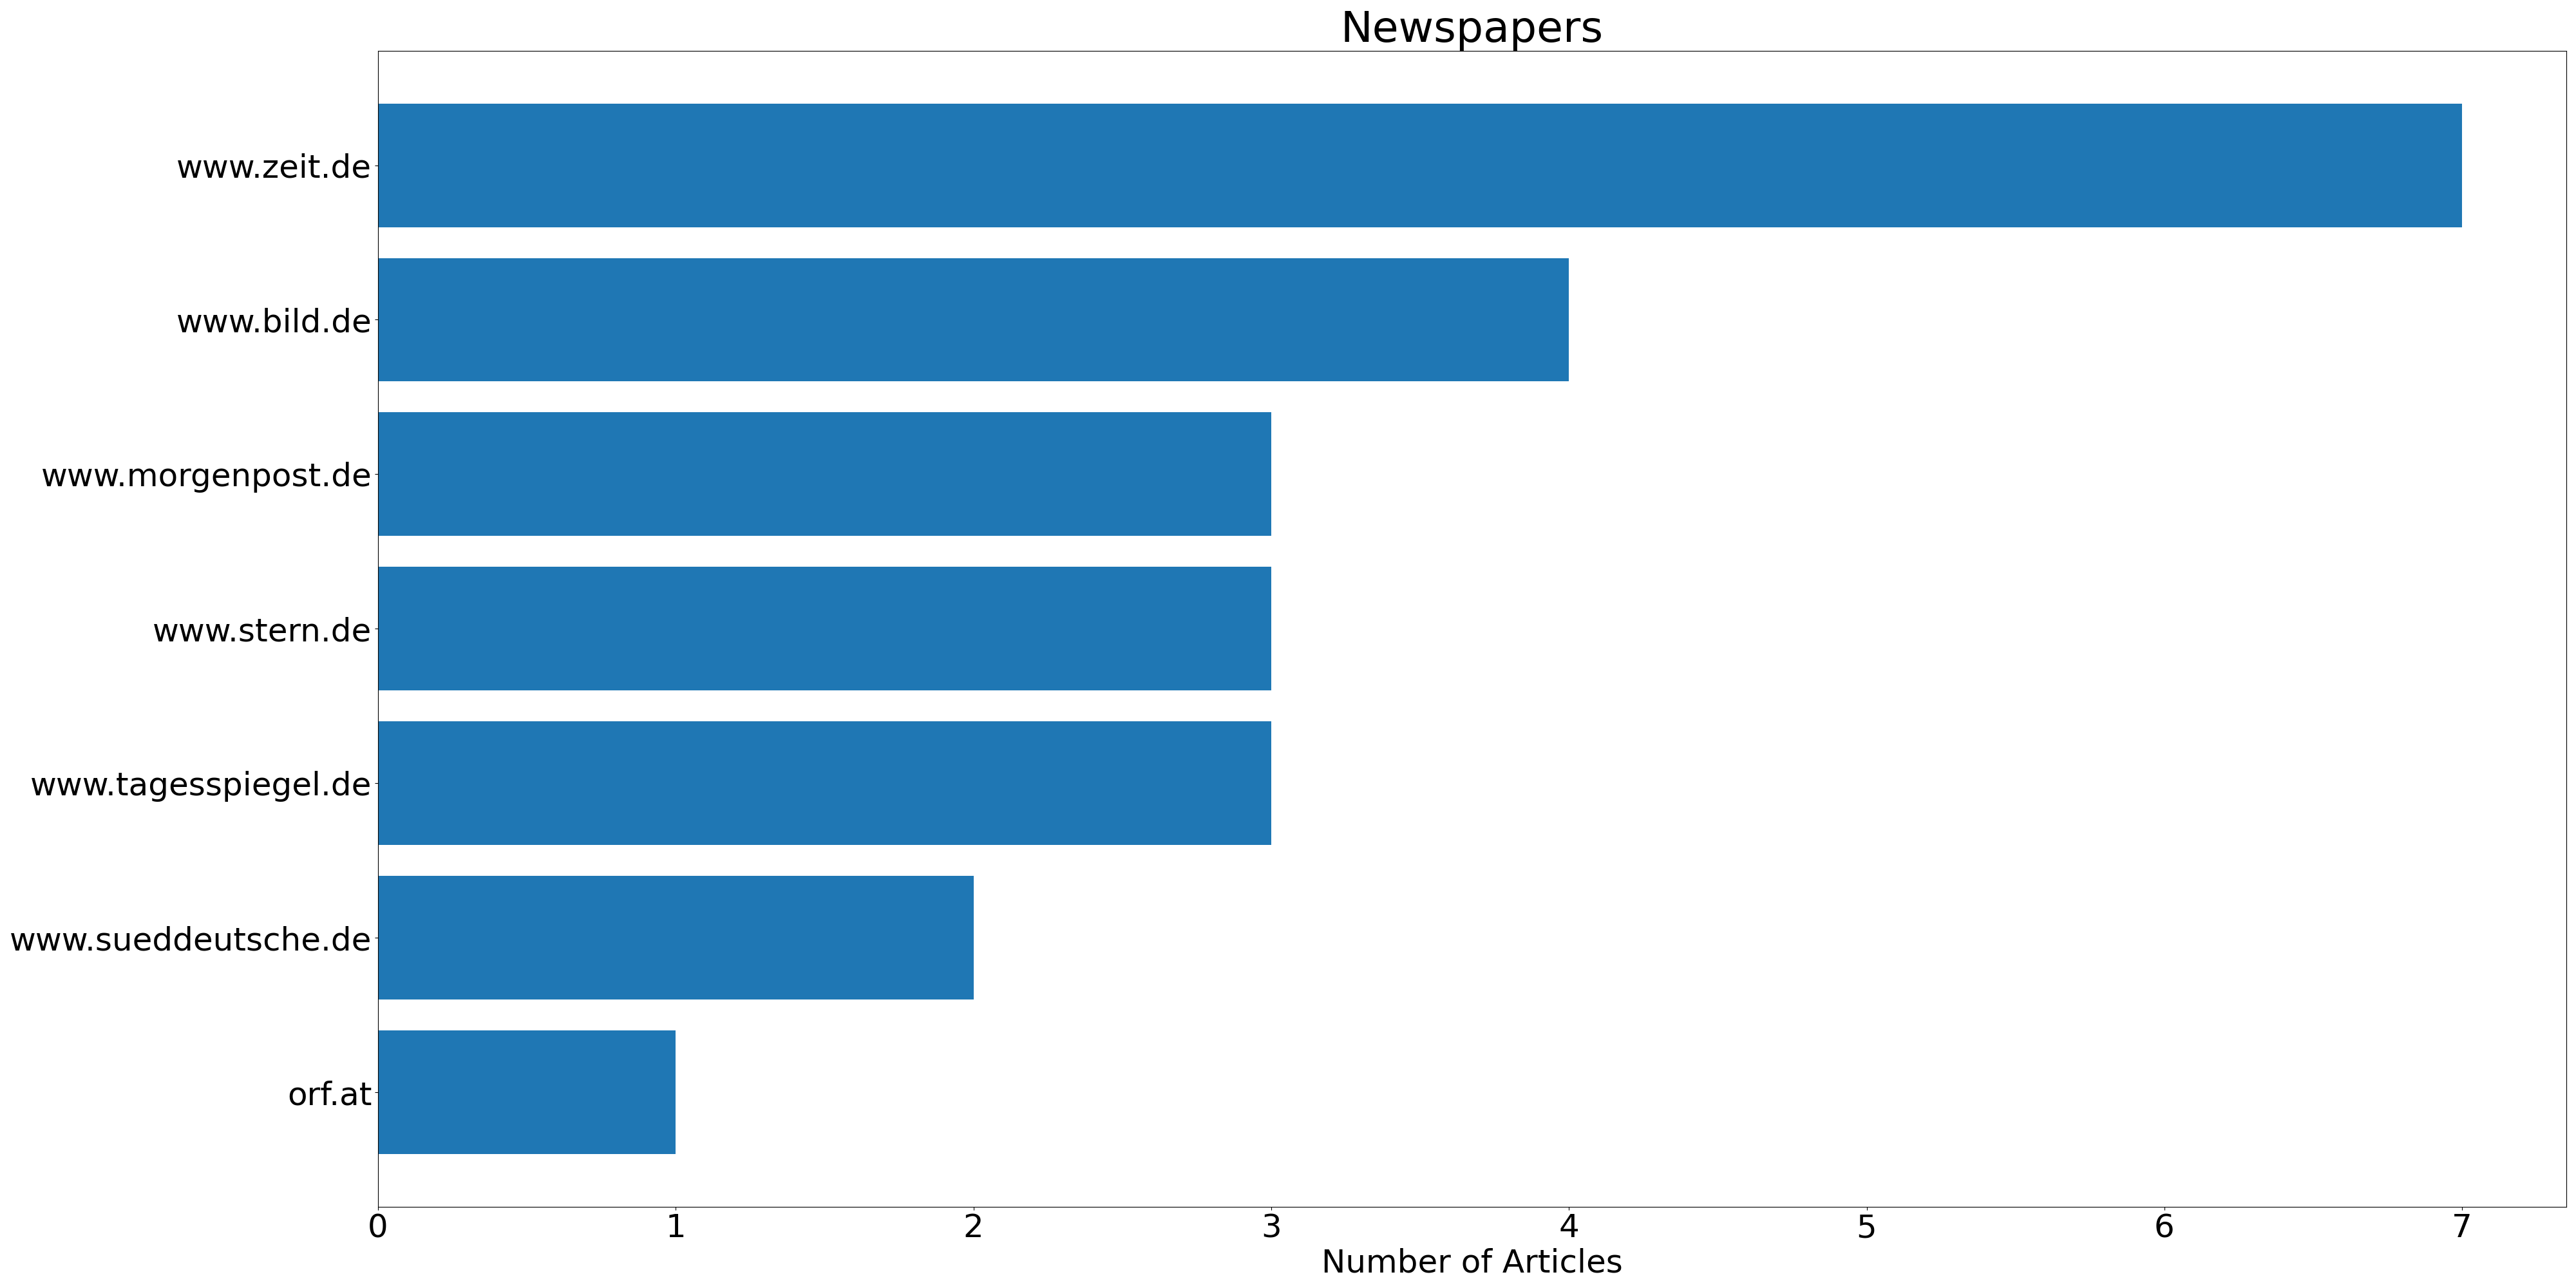 Newspapers
www.zeit.de
www.bild.de
www.morgenpost.de
www.stern.de
www.tagesspiegel.de
www.sueddeutsche.de
orf.at
0 1 2 3 4 5 6 7
Number of Articles